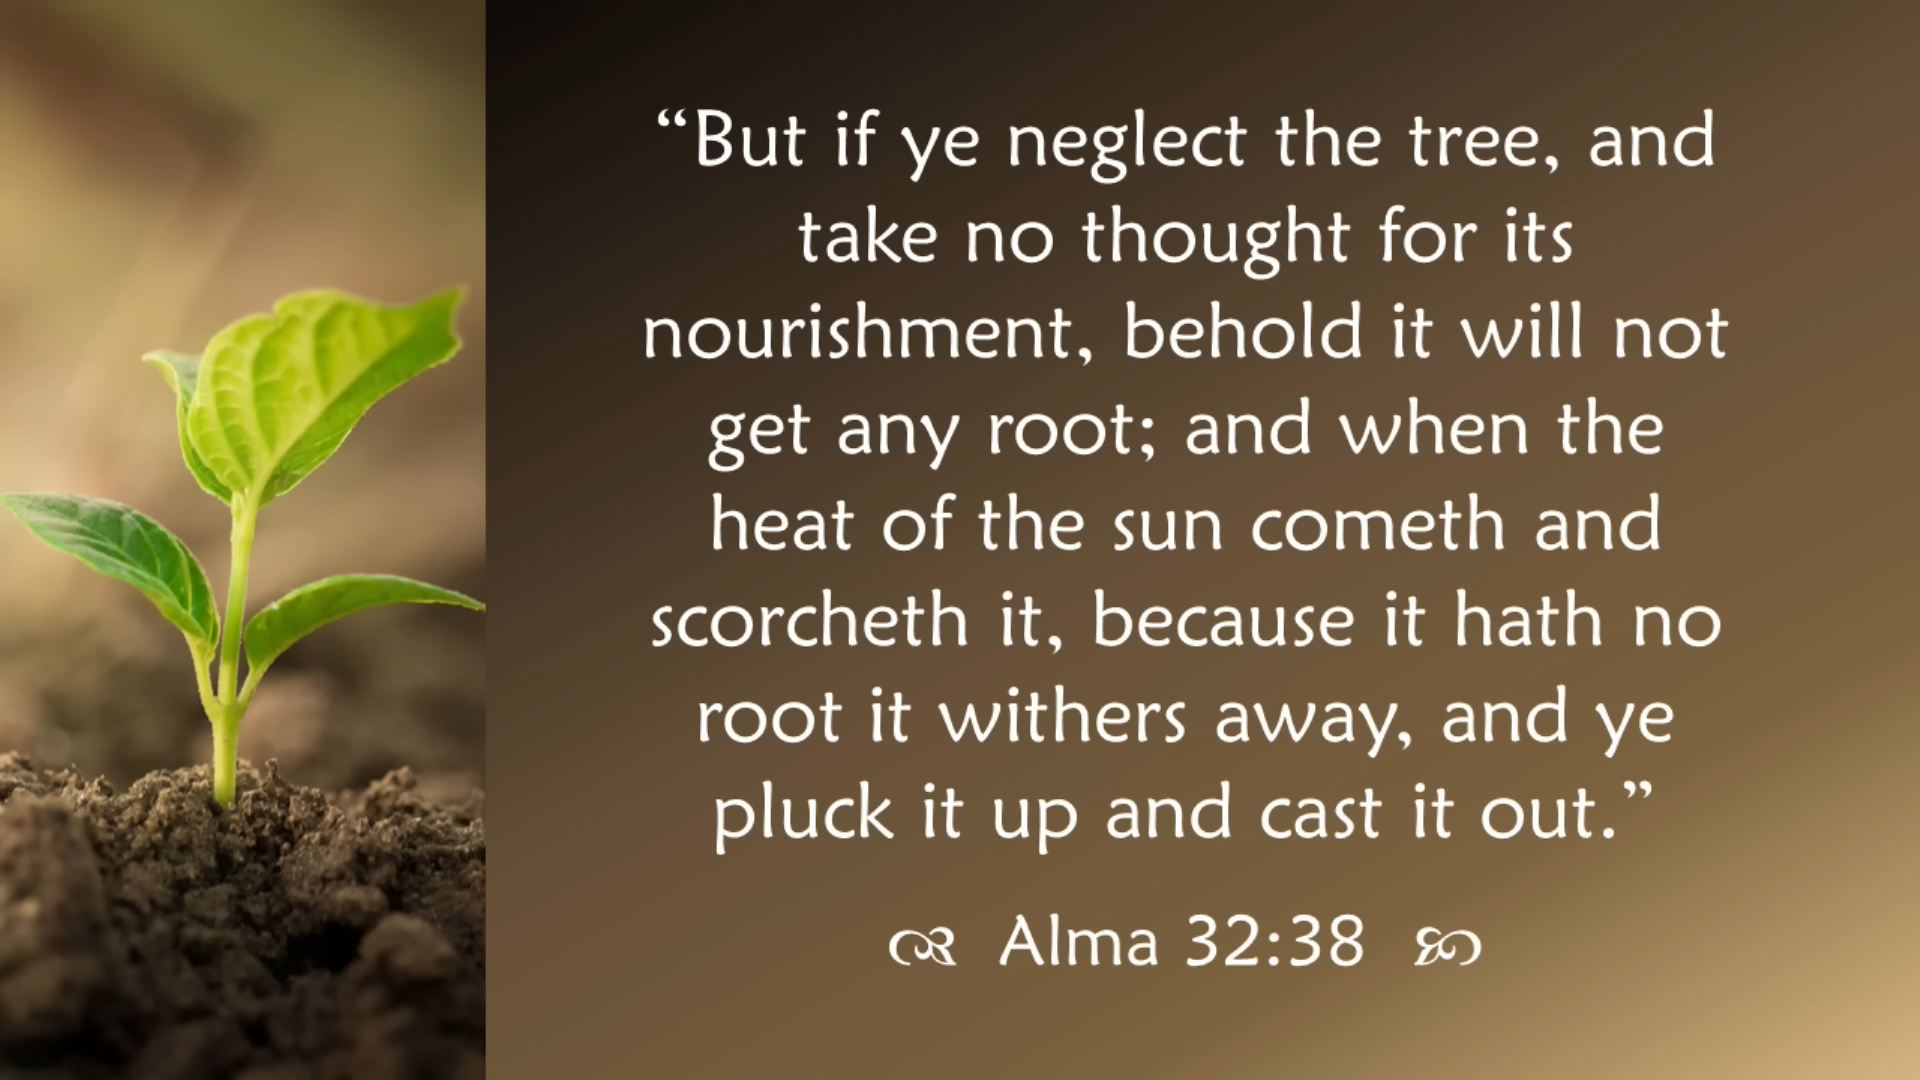 “But if ye neglect the tree, and
take no thought for its
nourishment, behold it will not
get any root; and when the
heat of the sun cometh and
scorcheth it, because it hath no
root it withers away, and ye
pluck it up and cast it out.”
Alma 32:38